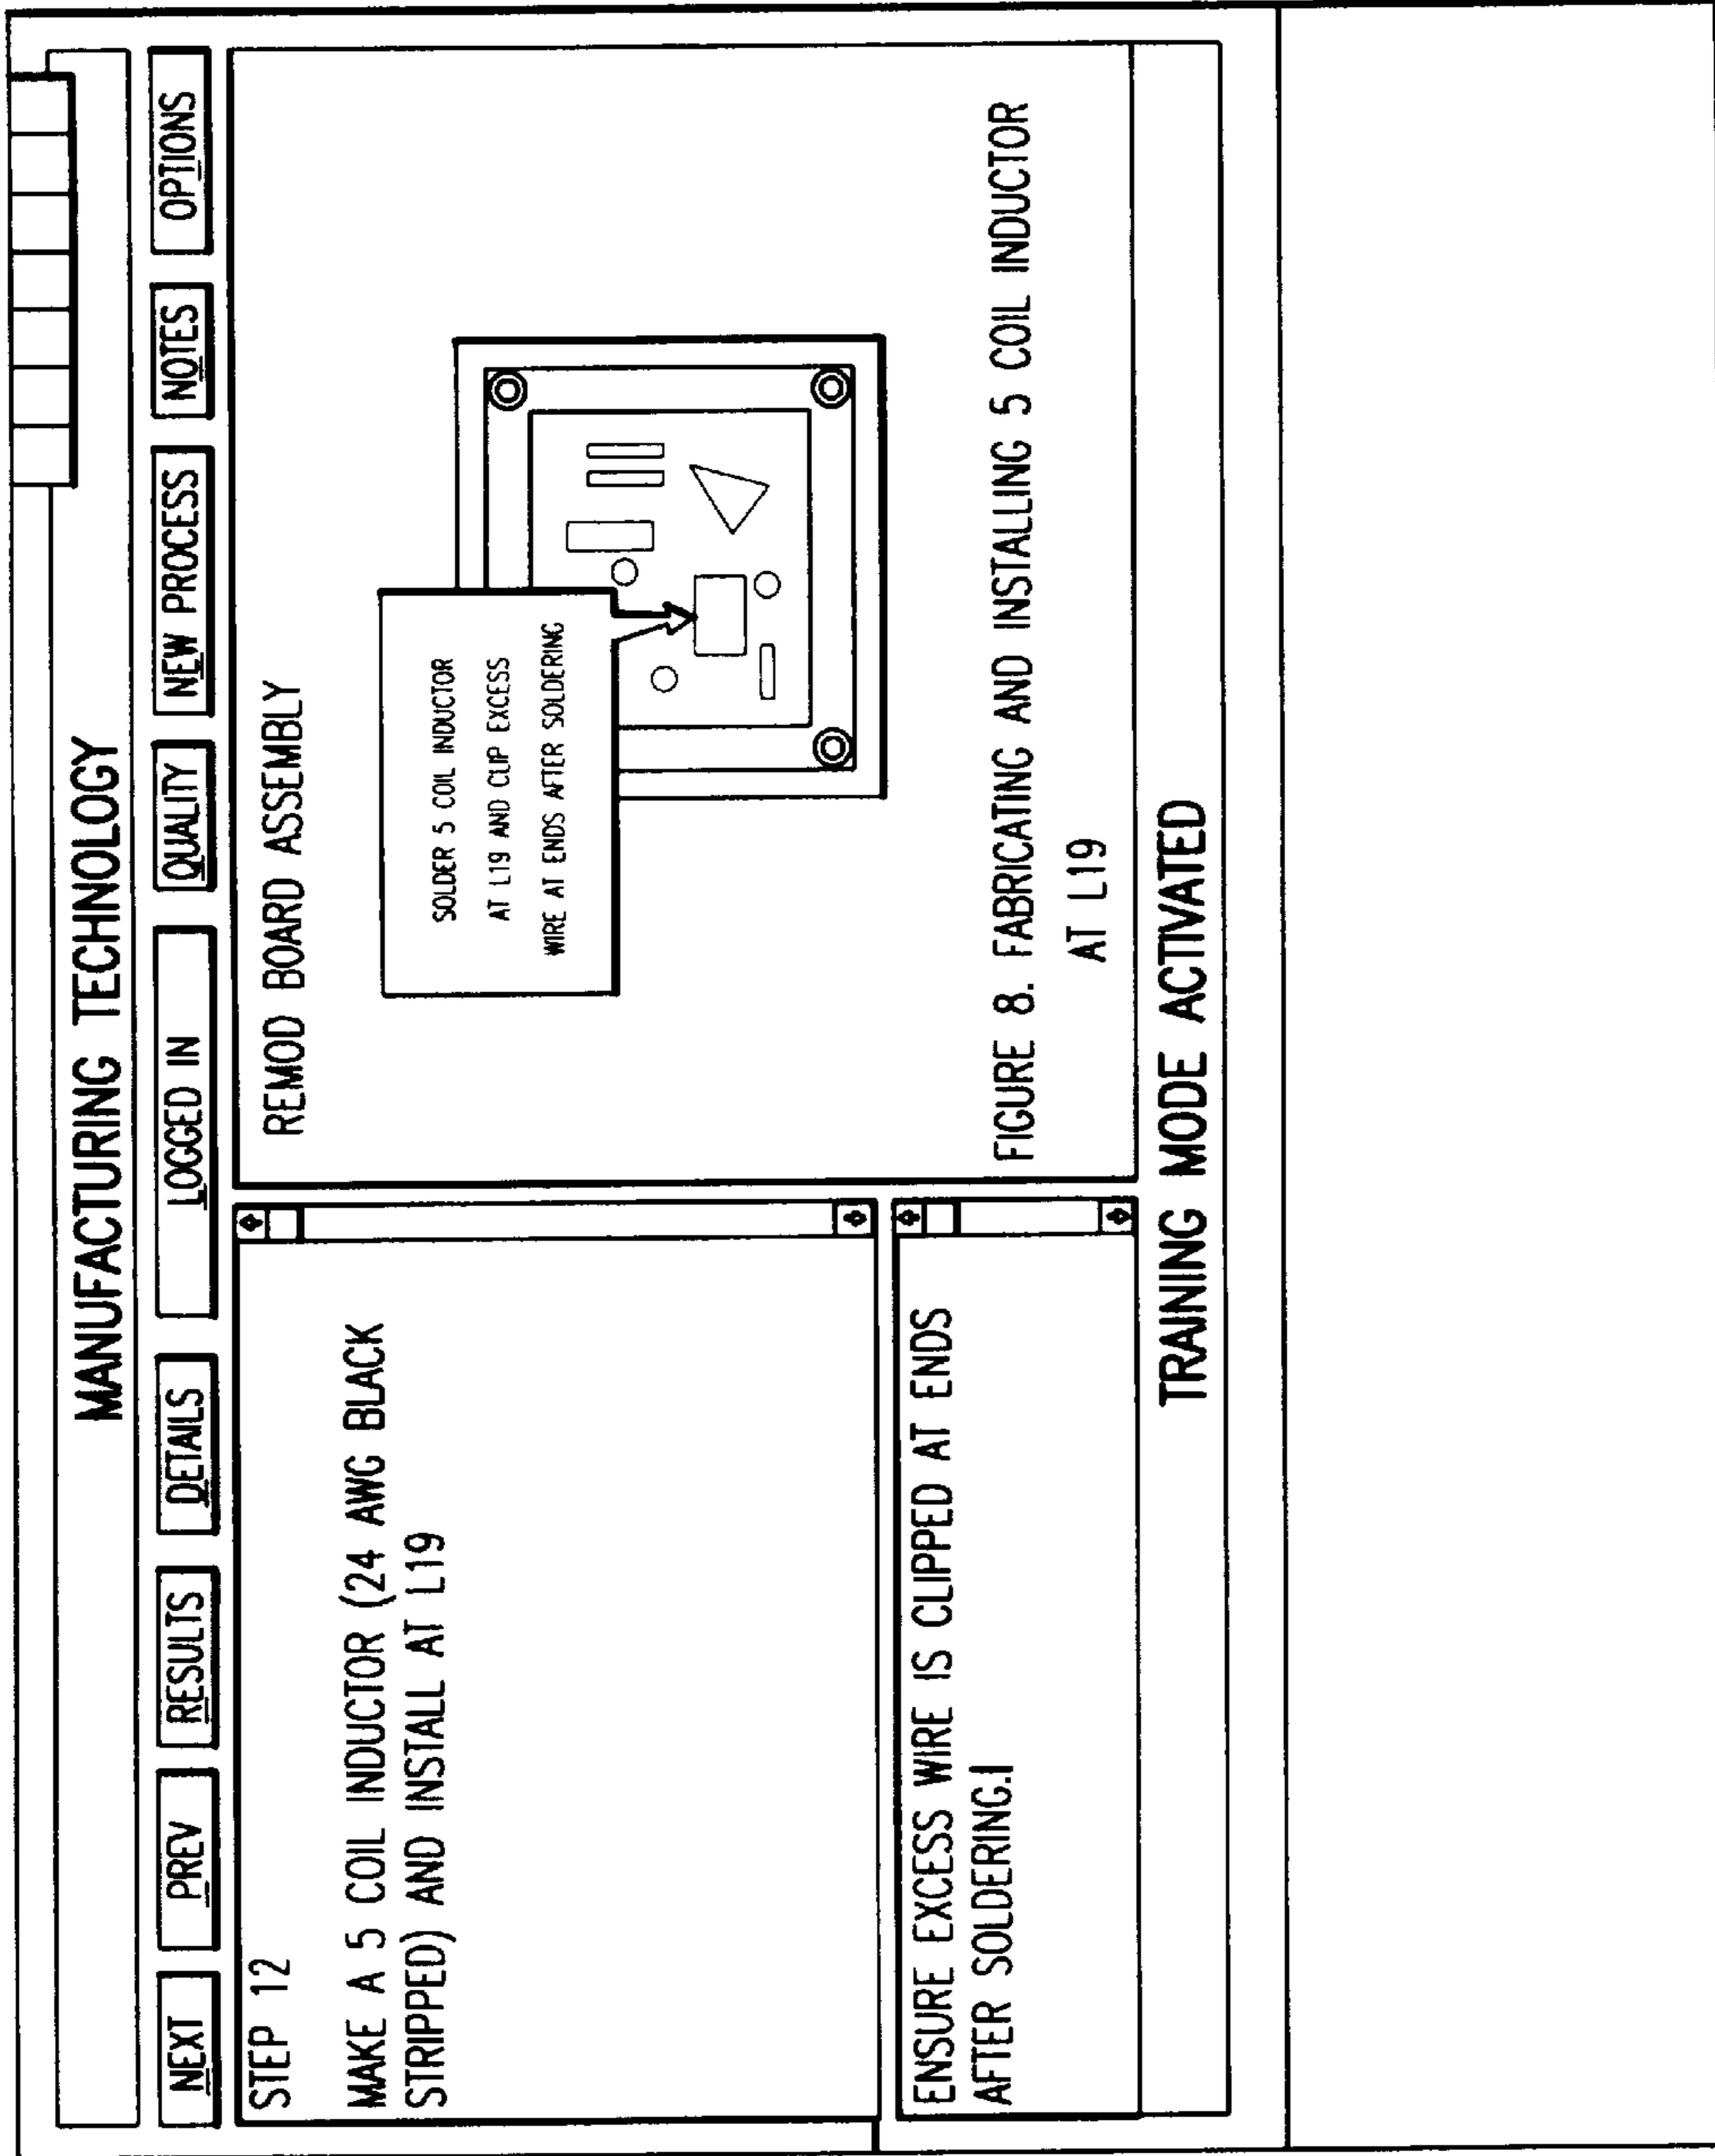 MANUFACTURING TECHNOLOGY
NEXT PREV RESULTS DETAILS LOGGED IN QUALITY NEW PROCESS NOTES OPTIONS
STEP 12
MAKE A 5 COIL INDUCTOR (24 AWG BLACK
STRIPPED) AND INSTALL AT L19
ENSURE EXCESS WIRE IS CLIPPED AT ENDS
AFTER SOLDERING.
REMOD BOARD ASSEMBLY
SOLDER 5 COIL INDUCTOR
AT L19 AND CLIP EXCESS
WIRE AT ENDS AFTER SOLDERING
FIGURE 8. FABRICATING AND INSTALLING 5 COIL INDUCTOR
AT L19
TRAINING MODE ACTIVATED